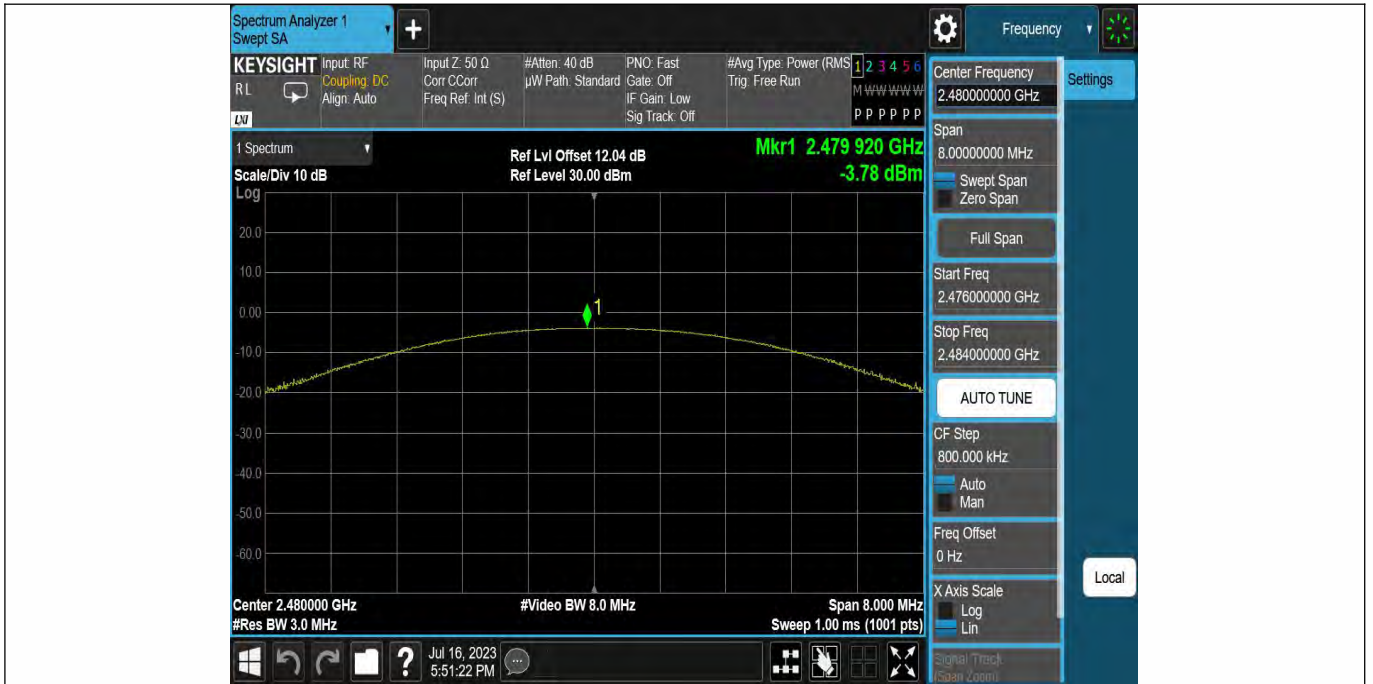 Spectrum Analyzer 1
Swept SA
+
Frequency
KEYSIGHT
R L
LXI
Input: RF
Coupling: DC
Align: Auto
Input Z: 50 Ω
Corr CCorr
Freq Ref: Int (S)
#Atten: 40 dB
µW Path: Standard
PNO: Fast
Gate: Off
IF Gain: Low
Sig Track: Off
#Avg Type: Power (RMS
Trig: Free Run
1 2 3 4 5 6
M W W W W W
P P P P P P
1 Spectrum
Scale/Div 10 dB
Log
Ref Lvl Offset 12.04 dB
Ref Level 30.00 dBm
Mkr1 2.479 920 GHz
-3.78 dBm
20.0
10.0
0.00
-10.0
-20.0
-30.0
-40.0
-50.0
-60.0
1
Center 2.480000 GHz
#Res BW 3.0 MHz
#Video BW 8.0 MHz
Span 8.000 MHz
Sweep 1.00 ms (1001 pts)
Jul 16, 2023
5:51:22 PM
?
Center Frequency
2.480000000 GHz
Settings
Span
8.00000000 MHz
Swept Span
Zero Span
Full Span
Start Freq
2.476000000 GHz
Stop Freq
2.484000000 GHz
AUTO TUNE
CF Step
800.000 kHz
Auto
Man
Freq Offset
0 Hz
X Axis Scale
Log
Lin
Signal Track
(Span Zoom)
Local